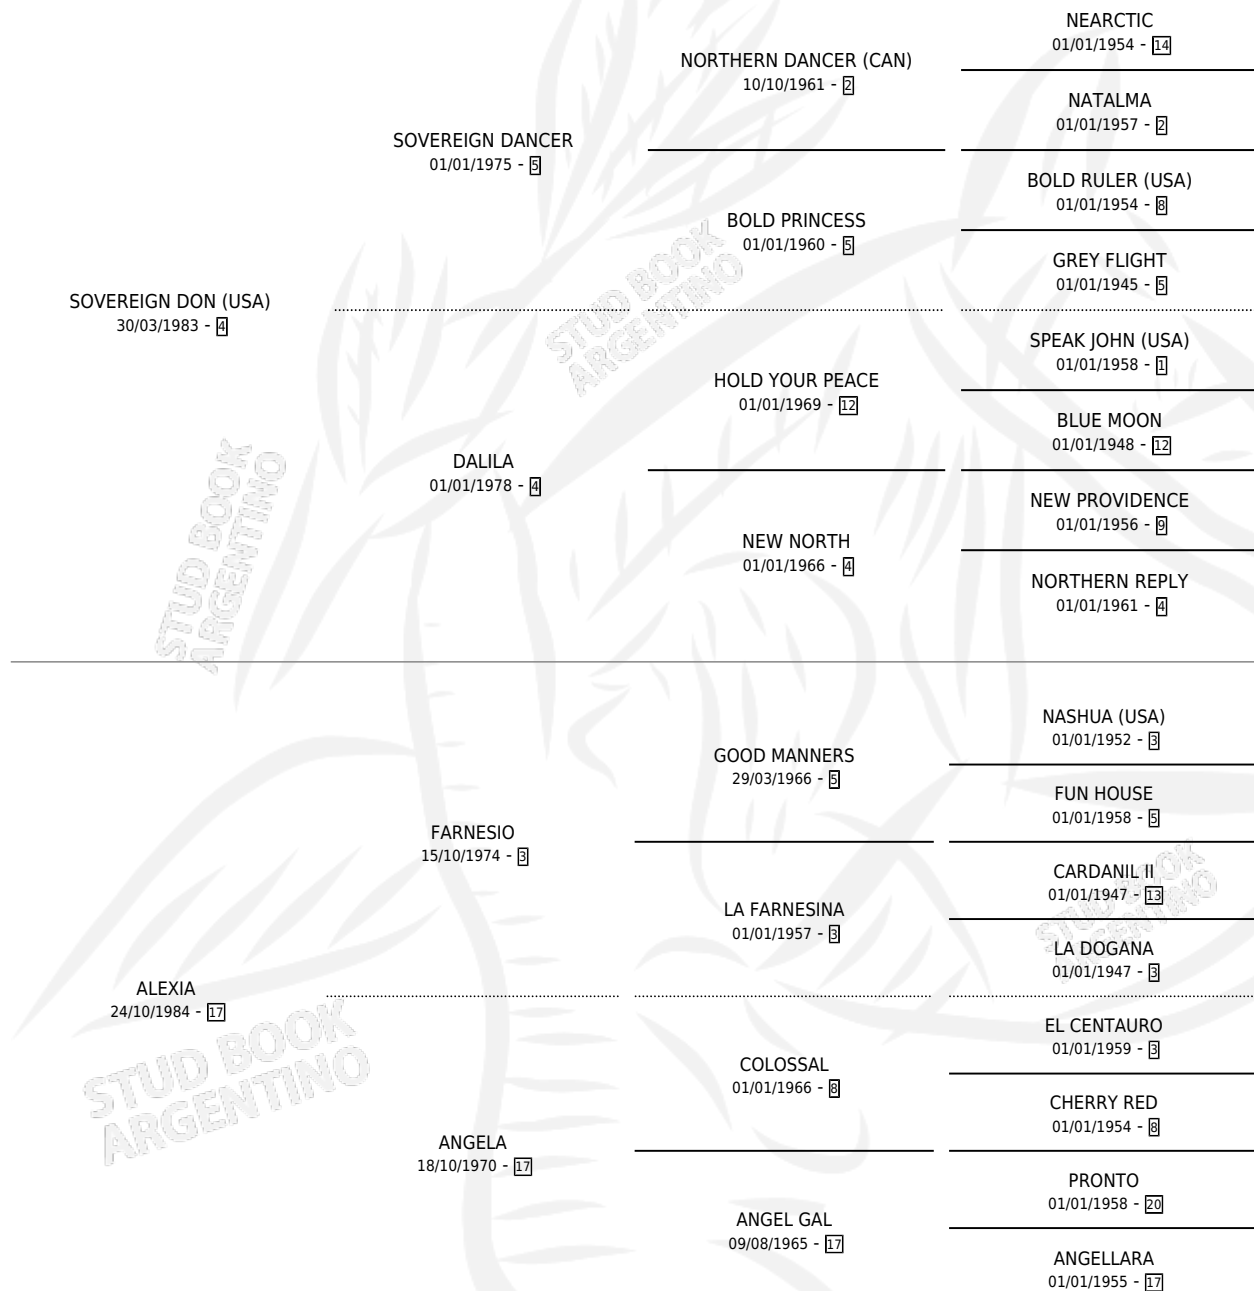 NEARCTIC
01/01/1954 - 14
NORTHERN DANCER (CAN)
10/10/1961 - 2
NATALMA
01/01/1957 - 2
SOVEREIGN DANCER
01/01/1975 - 5
BOLD RULER (USA)
01/01/1954 - 8
BOLD PRINCESS
01/01/1960 - 5
GREY FLIGHT
01/01/1945 - 5
SOVEREIGN DON (USA)
30/03/1983 - 4
SPEAK JOHN (USA)
01/01/1958 - 1
HOLD YOUR PEACE
01/01/1969 - 12
BLUE MOON
01/01/1948 - 12
DALILA
01/01/1978 - 4
NEW PROVIDENCE
01/01/1956 - 9
NEW NORTH
01/01/1966 - 4
NORTHERN REPLY
01/01/1961 - 4
NASHUA (USA)
01/01/1952 - 3
GOOD MANNERS
29/03/1966 - 5
FUN HOUSE
01/01/1958 - 5
FARNESIO
15/10/1974 - 3
CARDANIL II
01/01/1947 - 13
LA FARNESINA
01/01/1957 - 3
LA DOGANA
01/01/1947 - 3
ALEXIA
24/10/1984 - 17
EL CENTAURO
01/01/1959 - 3
COLOSSAL
01/01/1966 - 8
CHERRY RED
01/01/1954 - 8
ANGELA
18/10/1970 - 17
PRONTO
01/01/1958 - 20
ANGEL GAL
09/08/1965 - 17
ANGELLARA
01/01/1955 - 17
STUD BOOK
ARGENTINO
STUD BOOK
ARGENTINO
STUD BOOK
ARGENTINO
STUD BOOK
ARGENTINO